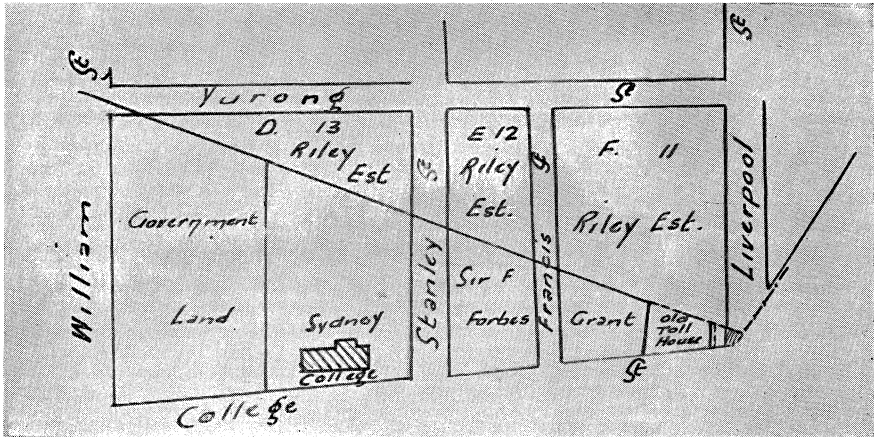 St
St
Yurong
St
D. 13
Riley
Est
E 12
Riley
Est.
F. 11
Riley Est.
St
St
William
Government
Land
Sydney
College
Stanley
Sir F
Forbes
Francis
Grant
Old
Toll
House
Liverpool
College
St